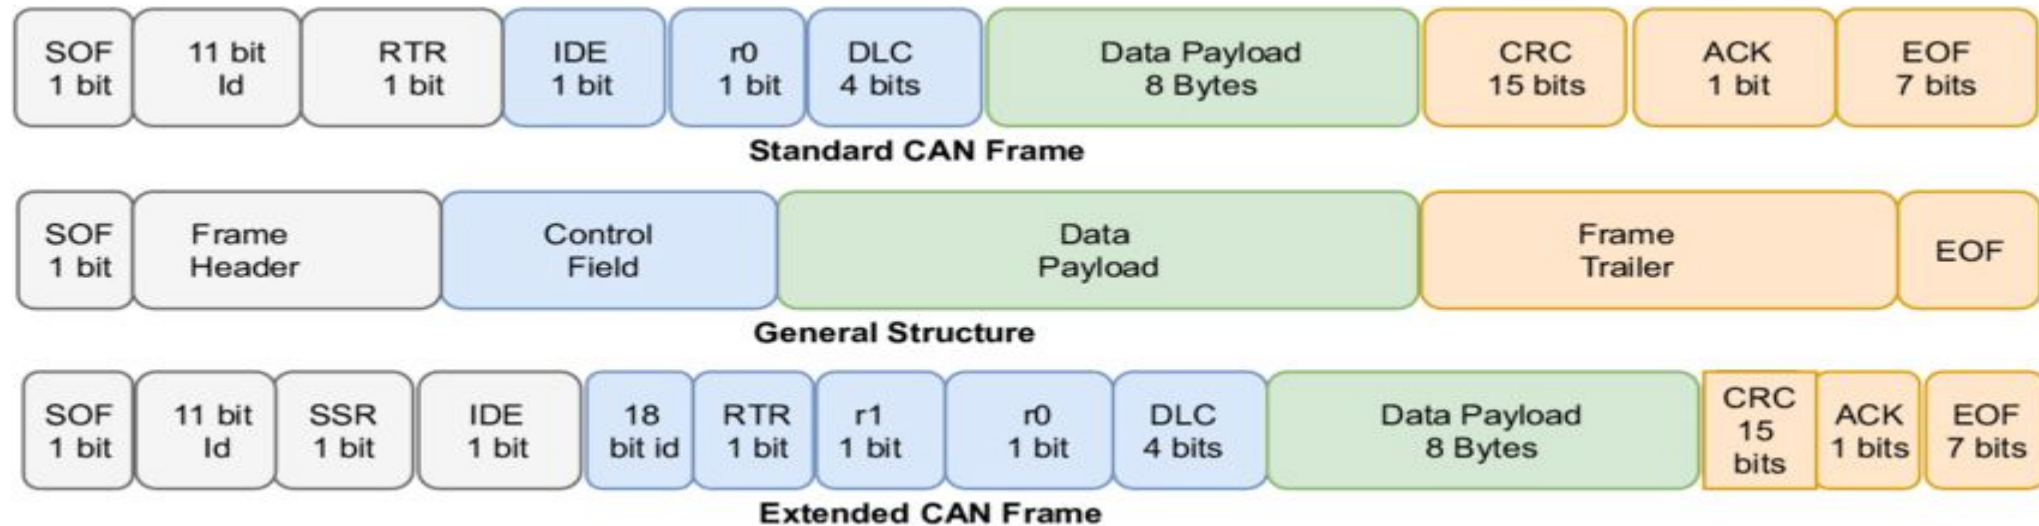 SOF 11 bit RTR IDE r0 DLC Data Payload CRC ACK EOF
1 bit Id 1 bit 1 bit 1 bit 4 bits 8 Bytes 15 bits 1 bit 7 bits
Standard CAN Frame
SOF Frame Control Data Frame EOF
1 bit Header Field Payload Trailer
General Structure
SOF 11 bit SSR IDE 18 RTR r1 r0 DLC Data Payload CRC ACK EOF
1 bit Id 1 bit 1 bit bit id 1 bit 1 bit 1 bit 4 bits 8 Bytes 15 1 bits 7 bits
bits
Extended CAN Frame